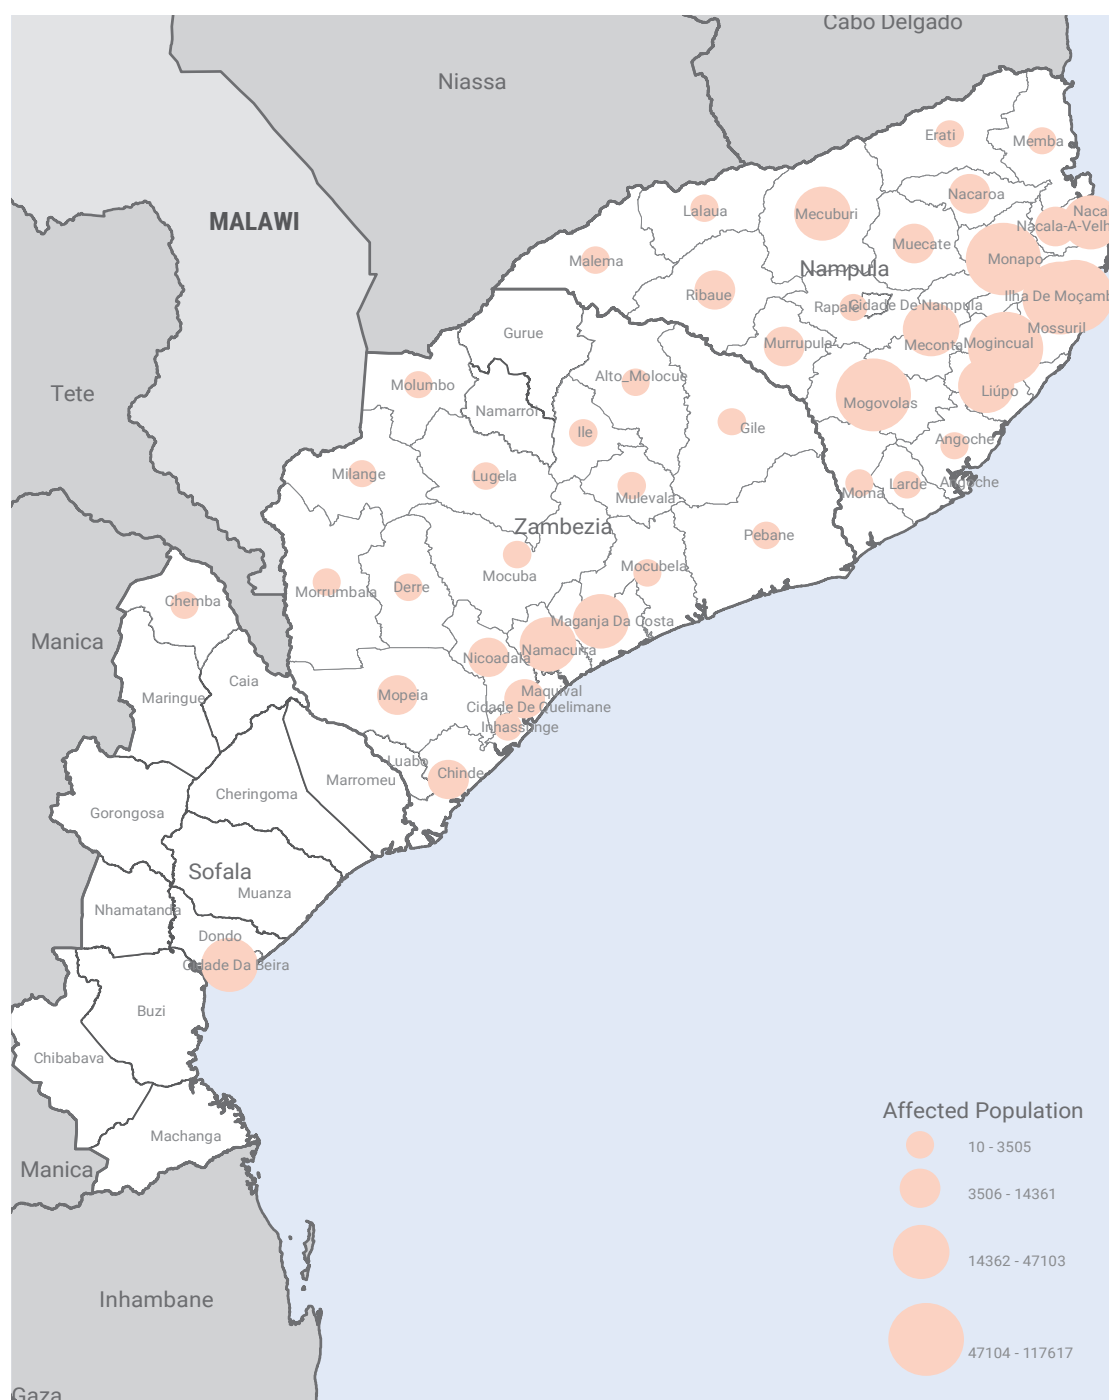 Cabo Delgado
Niassa
Erati
Memba
Nacaroa
MALAWI
Lalaua
Mecuburi
Naca
Nacala-A-Velh
Muecate
Malema
Monapo
Nampula
Ribaue
Ilha De Moçamb
Rapale
Cidade De Nampula
Mossuril
Gurue
Murrupula
Meconta
Mogincual
Molumbo
Alto_Molocue
Tete
Liúpo
Namarroi
Mogovolas
Ile
Gile
Angoche
Milange
Lugela
Mulevala
Moma
Larde
Angoche
Zambezia
Pebane
Mocuba
Mocubela
Morrumbala
Derre
Chemba
Maganja Da Costa
Manica
Namacurra
Nicoadala
Caia
Maringue
Mopeia
Maquival
Cidade De Quelimane
Inhassunge
Luabo
Chinde
Marromeu
Cheringoma
Gorongosa
Sofala
Muanza
Nhamatanda
Dondo
Cidade Da Beira
Buzi
Chibababa
Machanga
Manica
Inhambane
Gaza
Affected Population
10 - 3505
3506 - 14361
14362 - 47103
47104 - 117617